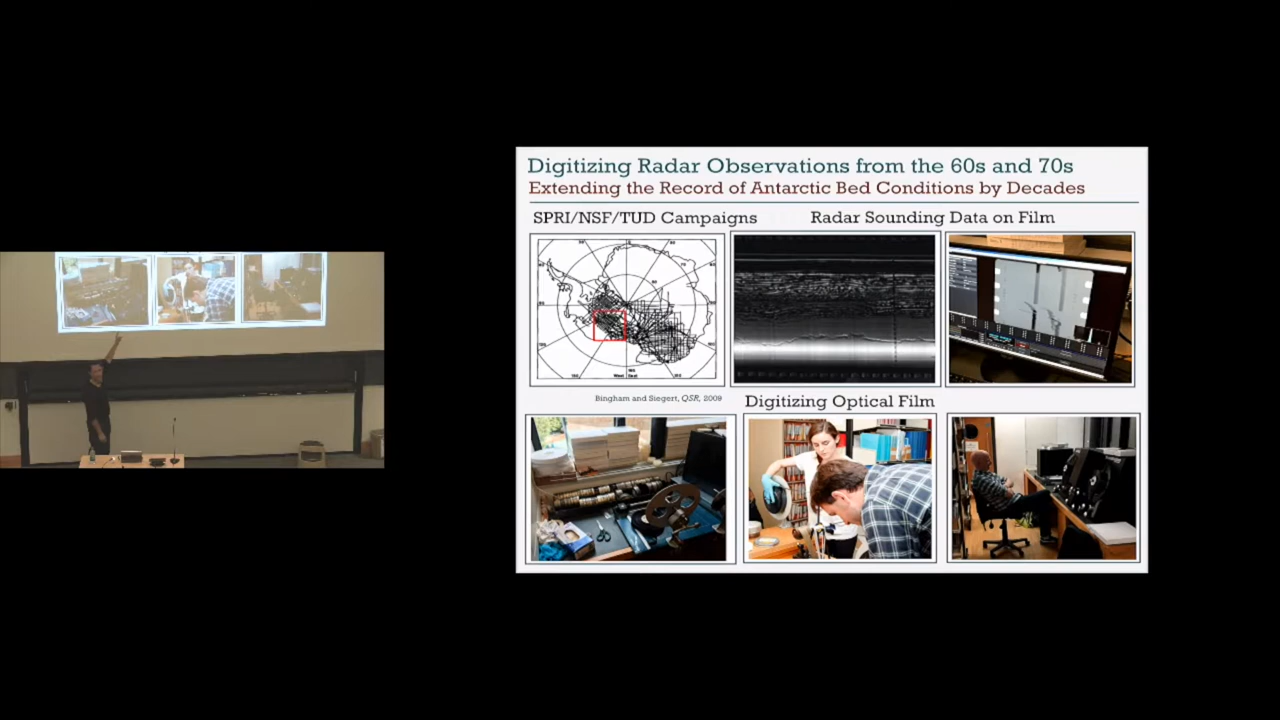 Digitizing Radar Observations from the 60s and 70s
Extending the Record of Antarctic Bed Conditions by Decades
SPRI/NSF/TUD Campaigns
Radar Sounding Data on Film
Bingham and Siegert, QSR, 2009
Digitizing Optical Film